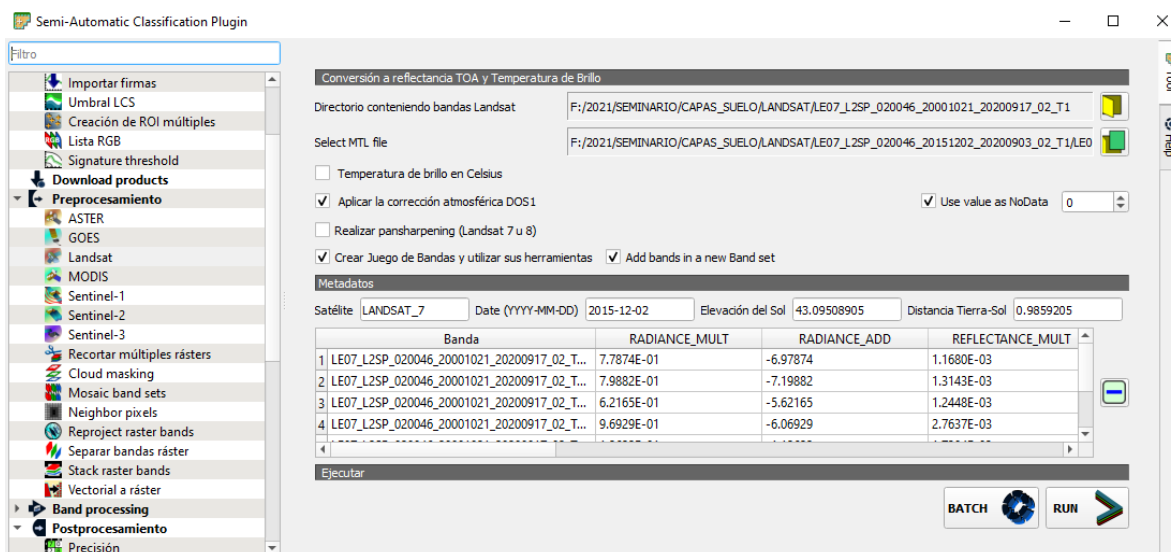 Semi-Automatic Classification Plugin
Filtro
Importar firmas
Umbral LCS
Creación de ROI múltiples
Lista RGB
Signature threshold
Download products
Preprocesamiento
ASTER
GOES
Landsat
MODIS
Sentinel-1
Sentinel-2
Sentinel-3
Recortar múltiples rásters
Cloud masking
Mosaic band sets
Neighbor pixels
Reproject raster bands
Separar bandas ráster
Stack raster bands
Vectorial a ráster
Band processing
Postprocesamiento
Precisión
Conversión a reflectancia TOA y Temperatura de Brillo
Directorio conteniendo bandas Landsat F:/2021/SEMINARIO/CAPAS_SUELO/LANDSAT/LE07_L2SP_020046_20001021_20200917_02_T1
Select MTL file F:/2021/SEMINARIO/CAPAS_SUELO/LANDSAT/LE07_L2SP_020046_20151202_20200903_02_T1/LE0
Temperatura de brillo en Celsius
Aplicar la corrección atmosférica DOS1 Use value as NoData 0
Realizar pansharpening (Landsat 7 u 8)
Crear Juego de Bandas y utilizar sus herramientas Add bands in a new Band set
Metadatos
Satélite LANDSAT_7 Date (YYYY-MM-DD) 2015-12-02 Elevación del Sol 43.09508905 Distancia Tierra-Sol 0.9859205
Banda RADIANCE_MULT RADIANCE_ADD REFLECTANCE_MULT
1 LE07_L2SP_020046_20001021_20200917_02_T... 7.7874E-01 -6.97874 1.1680E-03
2 LE07_L2SP_020046_20001021_20200917_02_T... 7.9882E-01 -7.19882 1.3143E-03
3 LE07_L2SP_020046_20001021_20200917_02_T... 6.2165E-01 -5.62165 1.2448E-03
4 LE07_L2SP_020046_20001021_20200917_02_T... 9.6929E-01 -6.06929 2.7637E-03
Ejecutar
BATCH RUN
Help